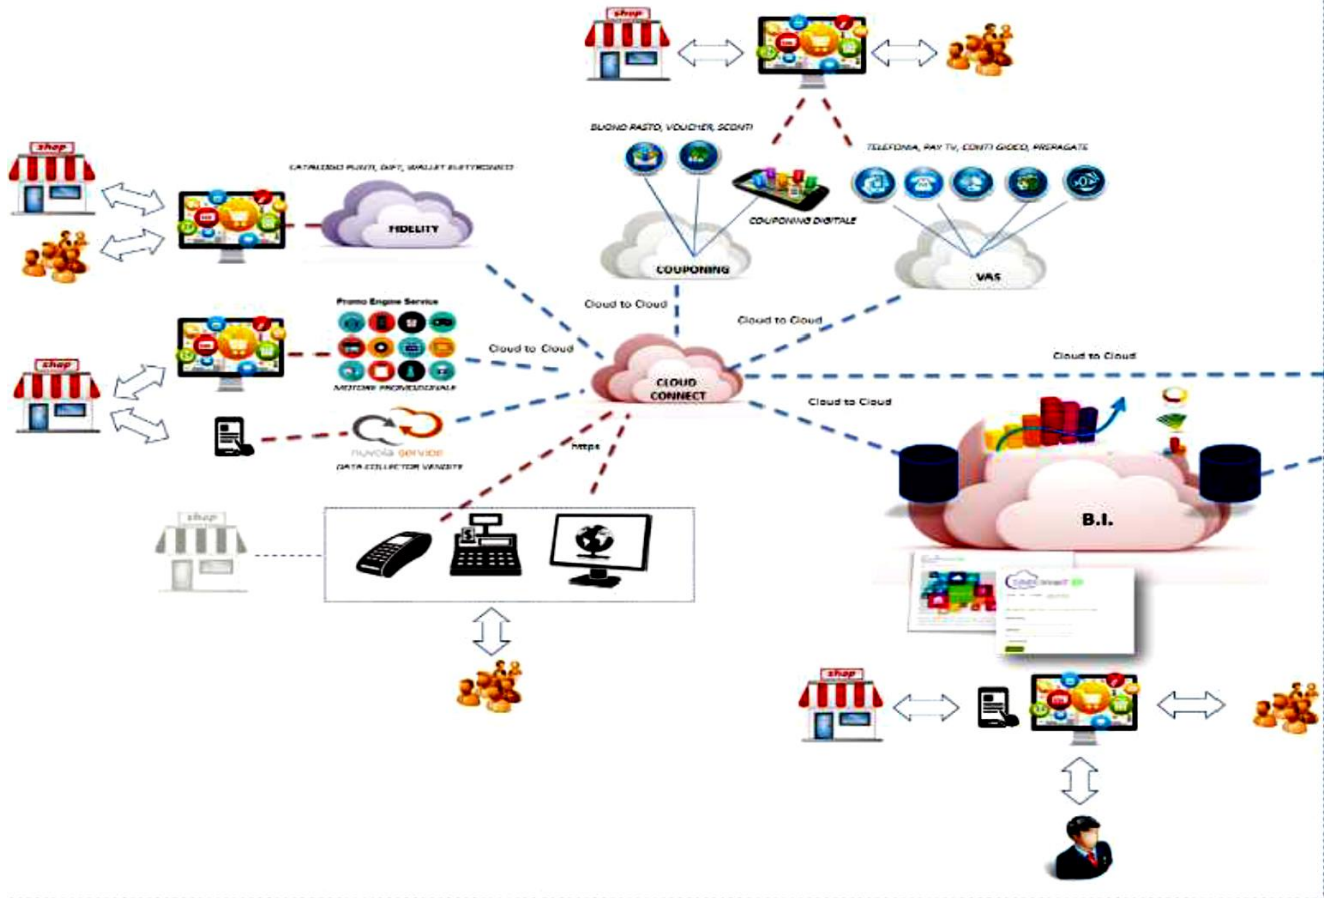 shop
BUONO PASTO, VOUCHER, SCONTI
TELEFONIA, PAY TV, CONTI GIOCO, PREPAGATE
shop
CATALOGO PUNTI, GIFT, WALLET ELETTRONICO
FIDELITY
COUPONING DIGITALE
COUPONING
VAS
Cloud to Cloud
Promo Engine Service
Cloud to Cloud
Cloud to Cloud
Cloud to Cloud
shop
MOTORE PROMOZIONALE
CLOUD
CONNECT
Cloud to Cloud
https
nuvola service
DATA COLLECTOR VENDITE
shop
B.I.
shop